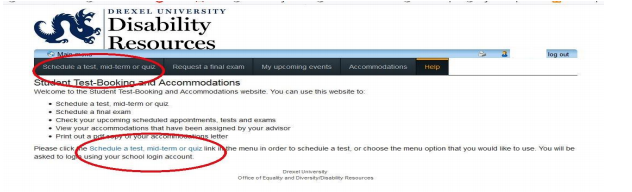 DREXEL UNIVERSITY
Disability
Resources
Main menu
log out
Schedule a test, mid-term or quiz Request a final exam My upcoming events Accommodations Help
Student Test-Booking and Accommodations
Welcome to the Student Test-Booking and Accommodations website. You can use this website to:
• Schedule a test, mid-term or quiz
• Schedule a final exam
• Check your upcoming scheduled appointments, tests and exams
• View your accommodations that have been assigned by your advisor
• Print out a pdf copy of your accommodations letter
Please click the Schedule a test, mid-term or quiz link in the menu in order to schedule a test, or choose the menu option that you would like to use. You will be
asked to login using your school login account.
Drexel University
Office of Equality and Diversity/Disability Resources